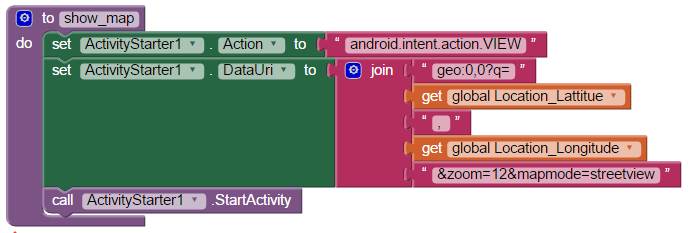 to show_map
do set ActivityStarter1 . Action to " android.intent.action.VIEW "
set ActivityStarter1 . DataUri to join " geo:0,0?q= "
get global Location_Lattitue
" , "
get global Location_Longitude
" &zoom=12&mapmode=streetview "
call ActivityStarter1 .StartActivity